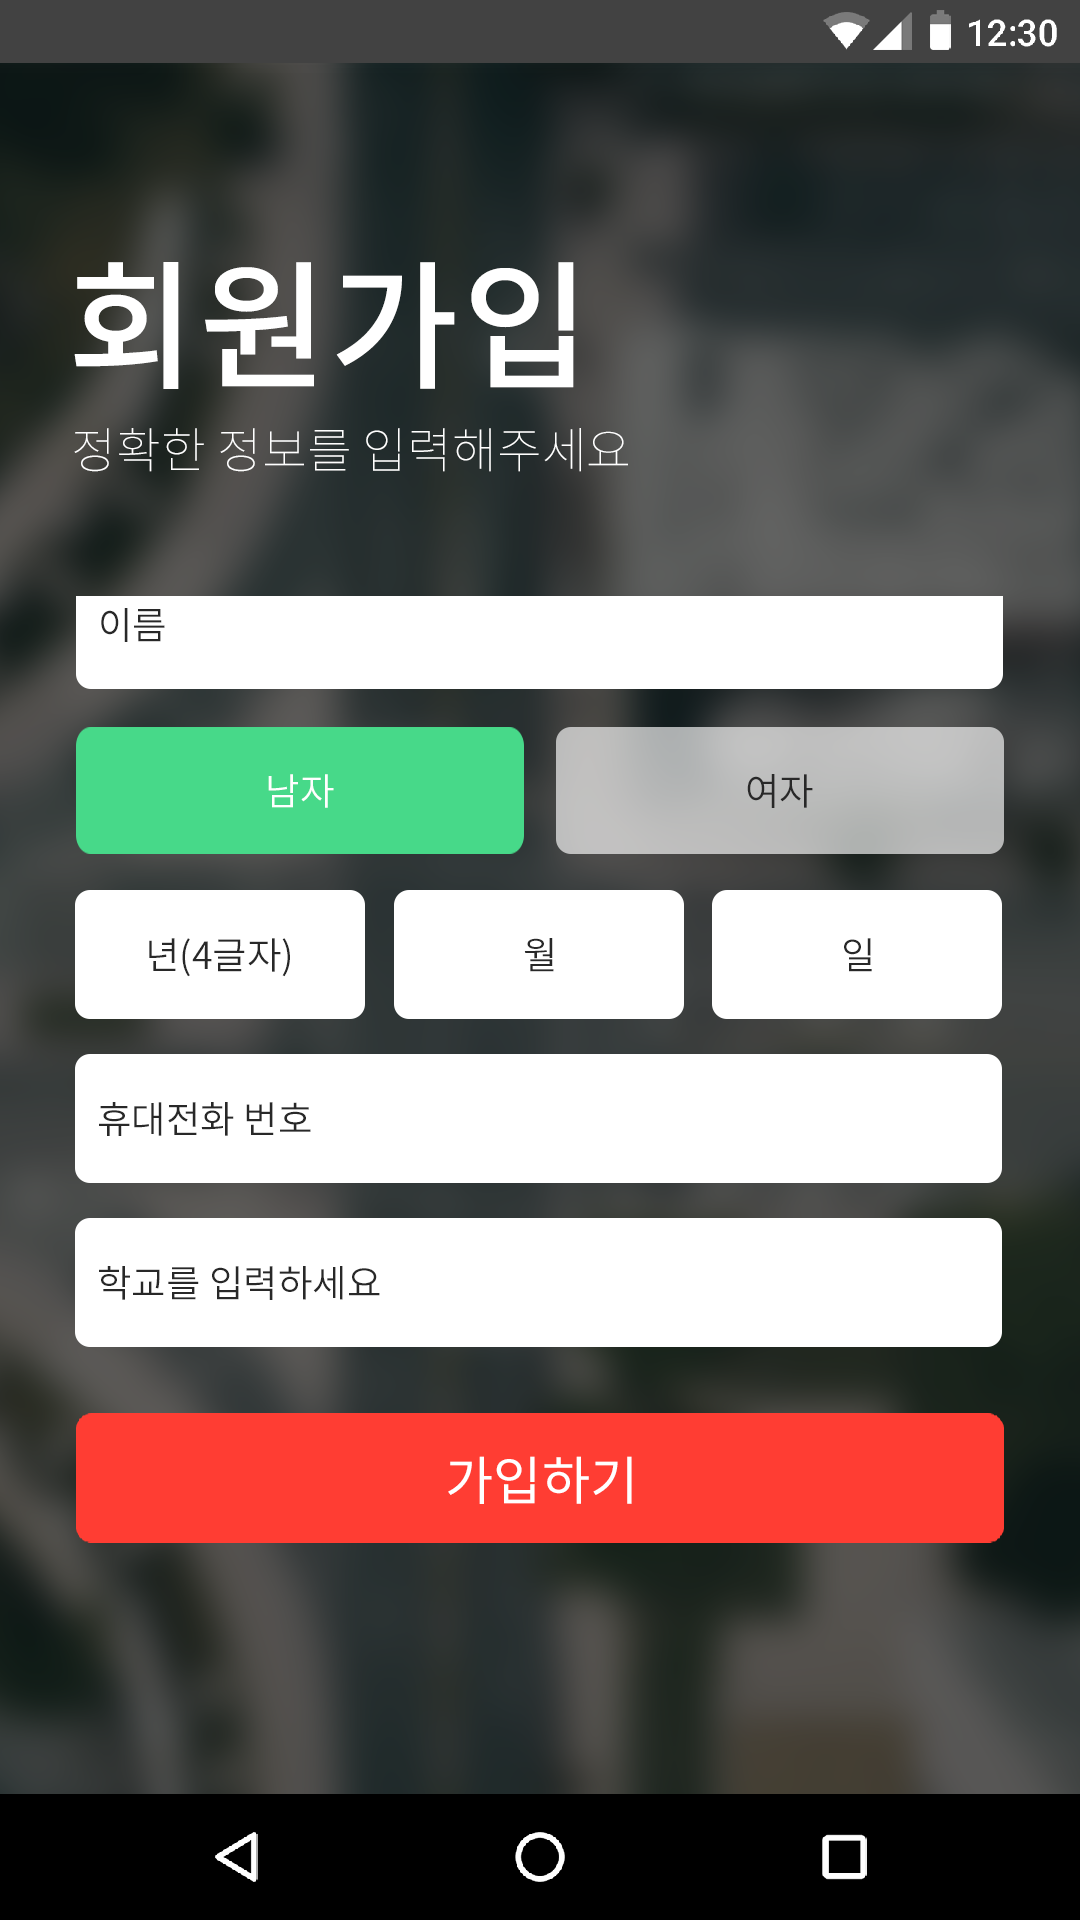 12:30
회원가입
정확한 정보를 입력해주세요
이름
남자 여자
년(4글자) 월 일
휴대전화 번호
학교를 입력하세요
가입하기